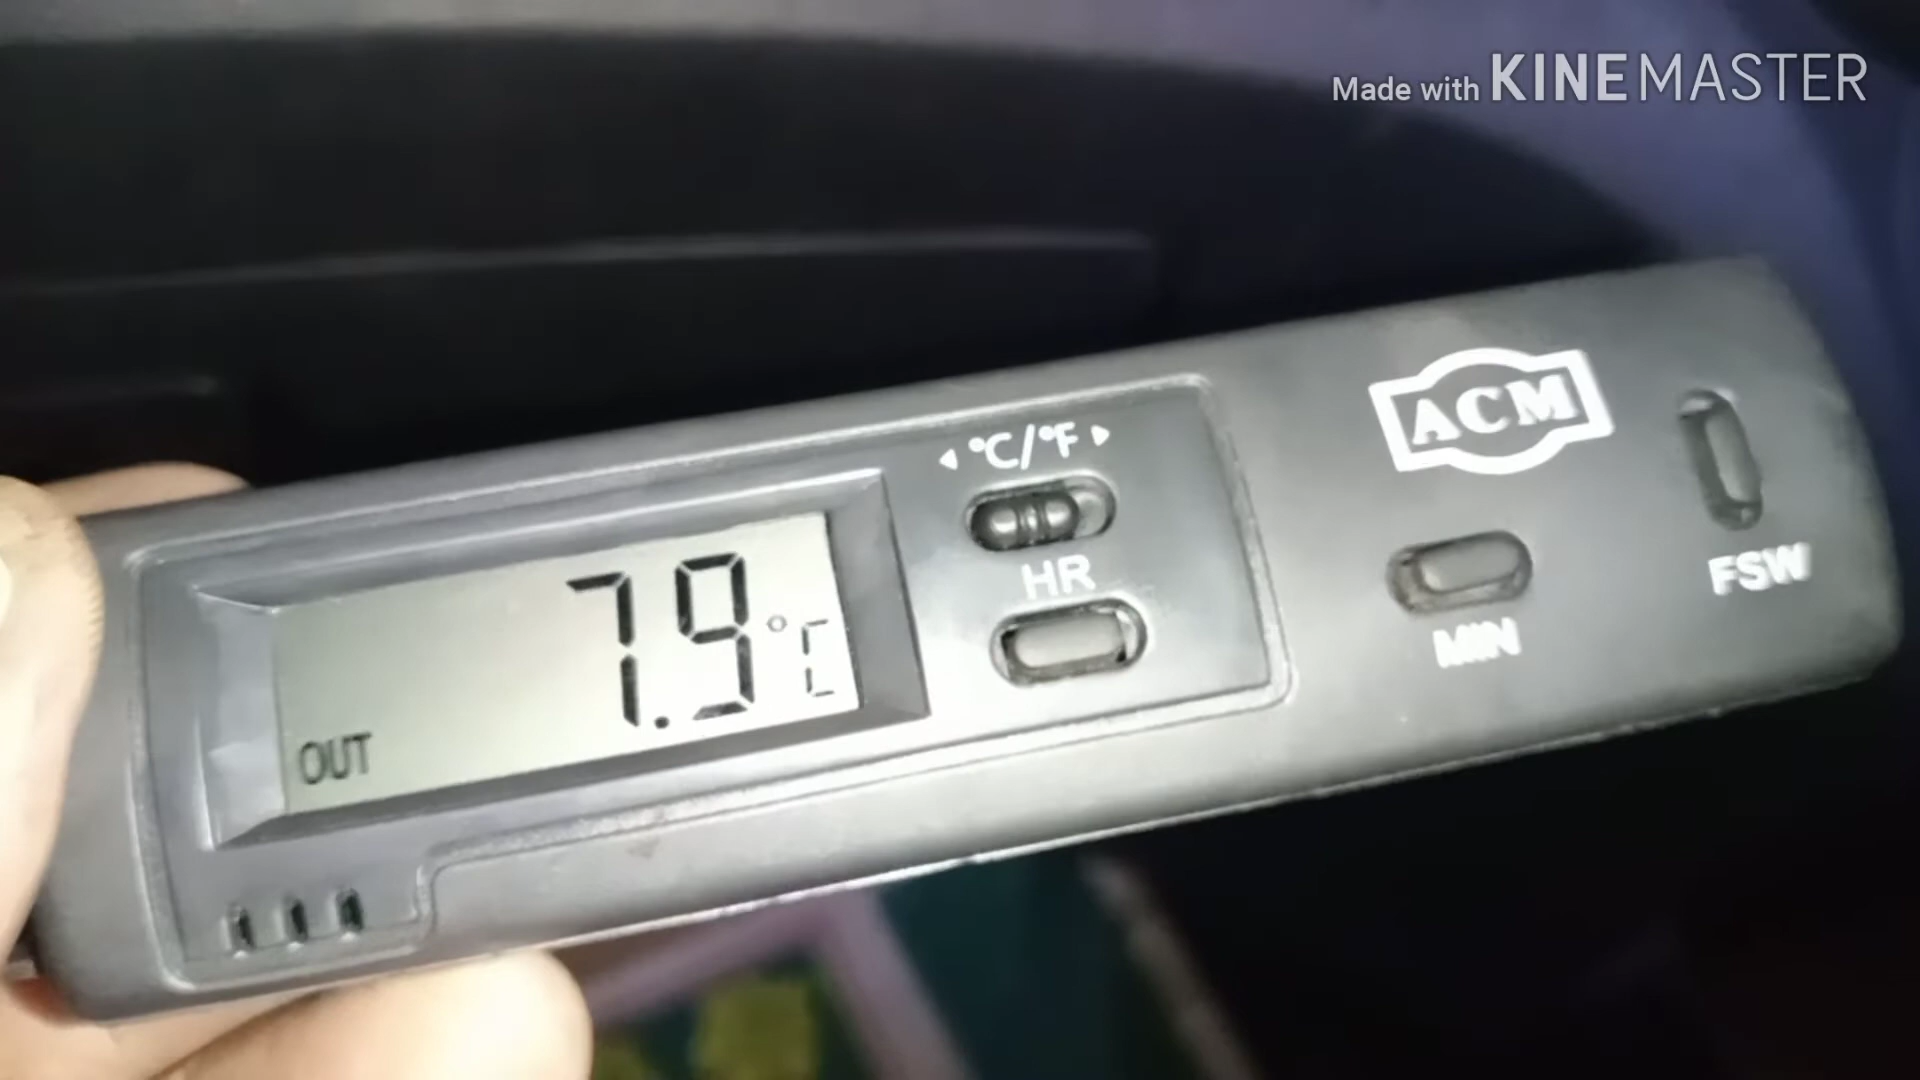 Made with KINEMASTER
ACM
◄ °C/°F ►
7.9 °C
HR
FSW
MIN
OUT